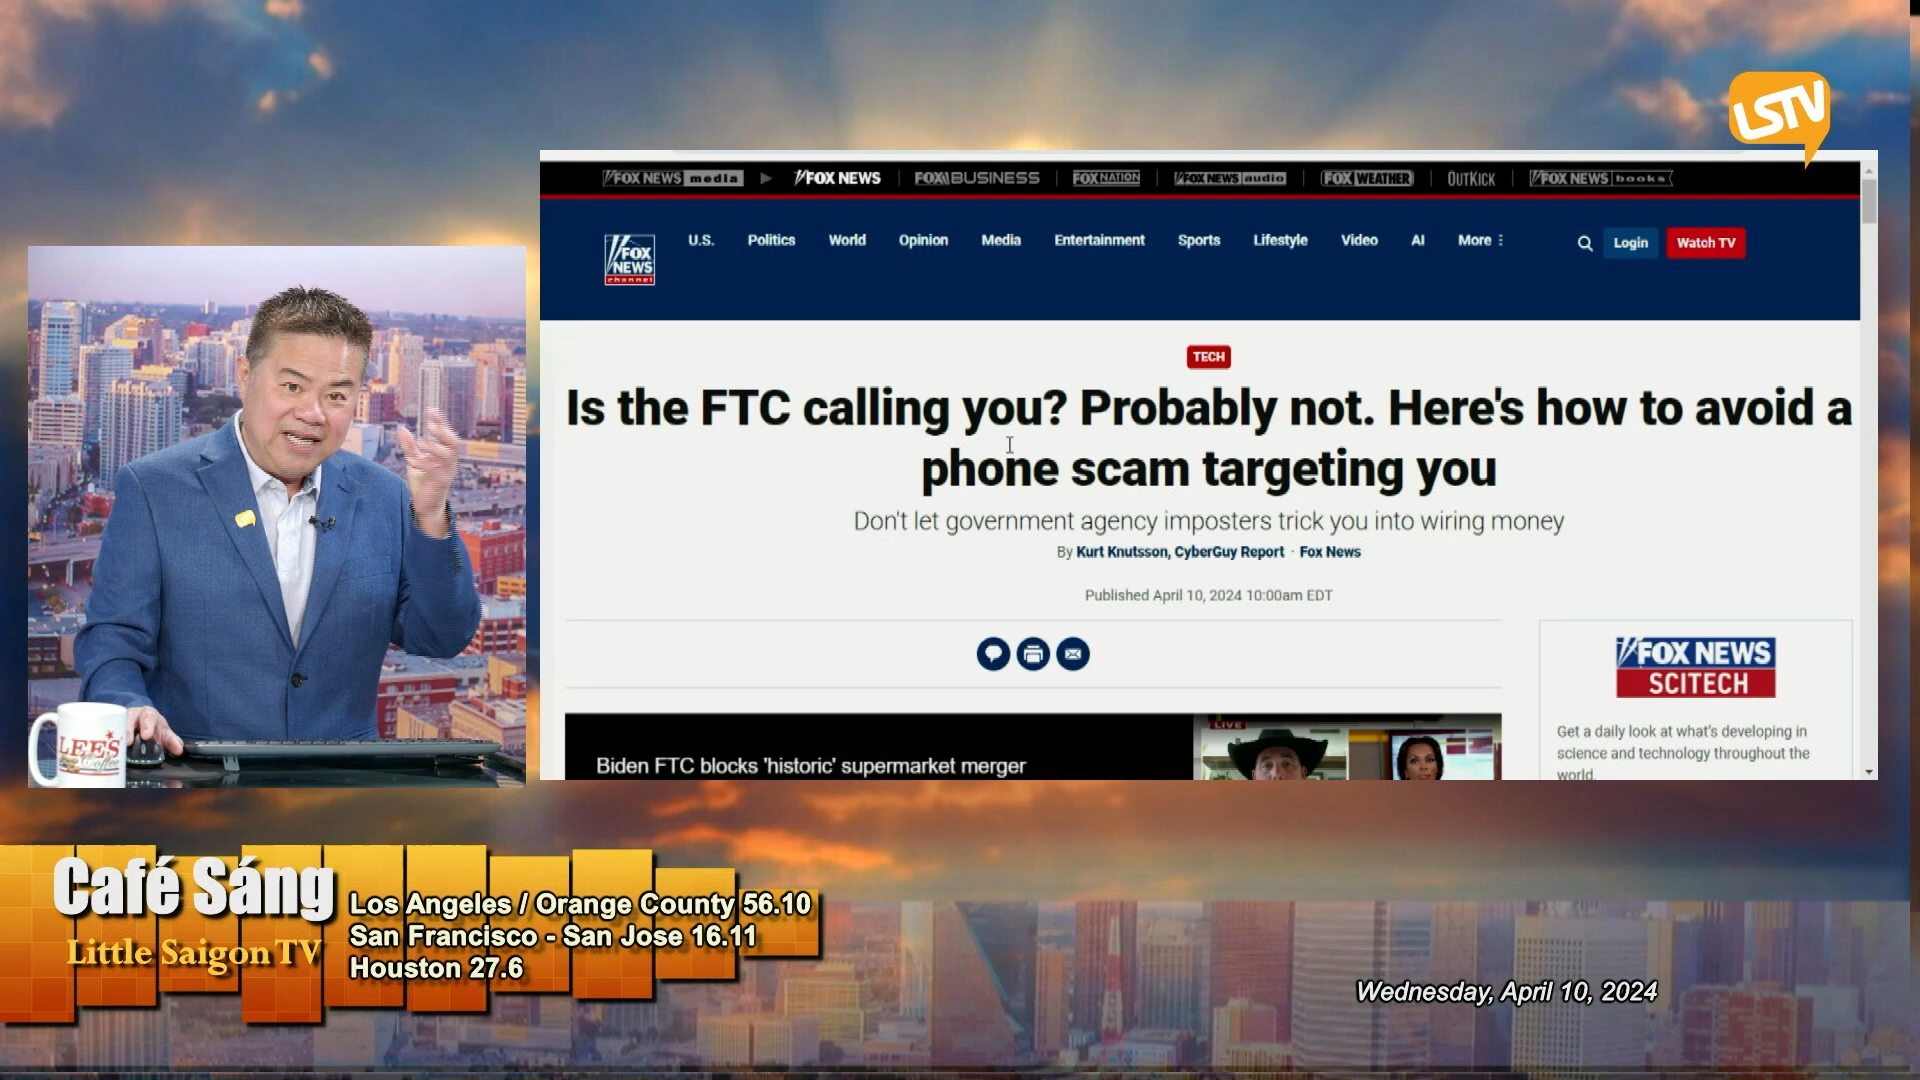 LSTV
FOX NEWS media
FOX NEWS
FOX BUSINESS
FOX NATION
FOX NEWS audio
FOX WEATHER
OUTKICK
FOX NEWS books
FOX NEWS channel
U.S.
Politics
World
Opinion
Media
Entertainment
Sports
Lifestyle
Video
AI
More
Login
Watch TV
TECH
Is the FTC calling you? Probably not. Here's how to avoid a
phone scam targeting you
Don't let government agency imposters trick you into wiring money
By Kurt Knutsson, CyberGuy Report · Fox News
Published April 10, 2024 10:00am EDT
FOX NEWS
SCITECH
Get a daily look at what's developing in
science and technology throughout the
world.
Biden FTC blocks 'historic' supermarket merger
LIVE
LEE'S
Coffee
Café Sáng
Little Saigon TV
Los Angeles / Orange County 56.10
San Francisco - San Jose 16.11
Houston 27.6
Wednesday, April 10, 2024